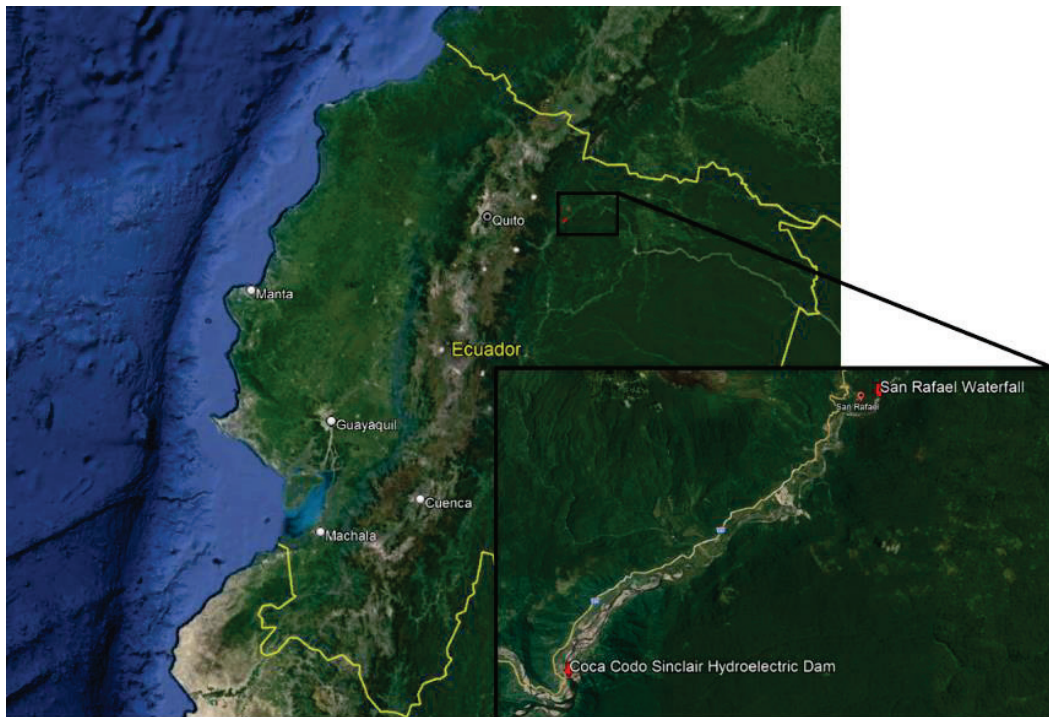 Quito
Manta
Ecuador
Guayaquil
Cuenca
Machala
San Rafael Waterfall
San Rafael
Coca Codo Sinclair Hydroelectric Dam